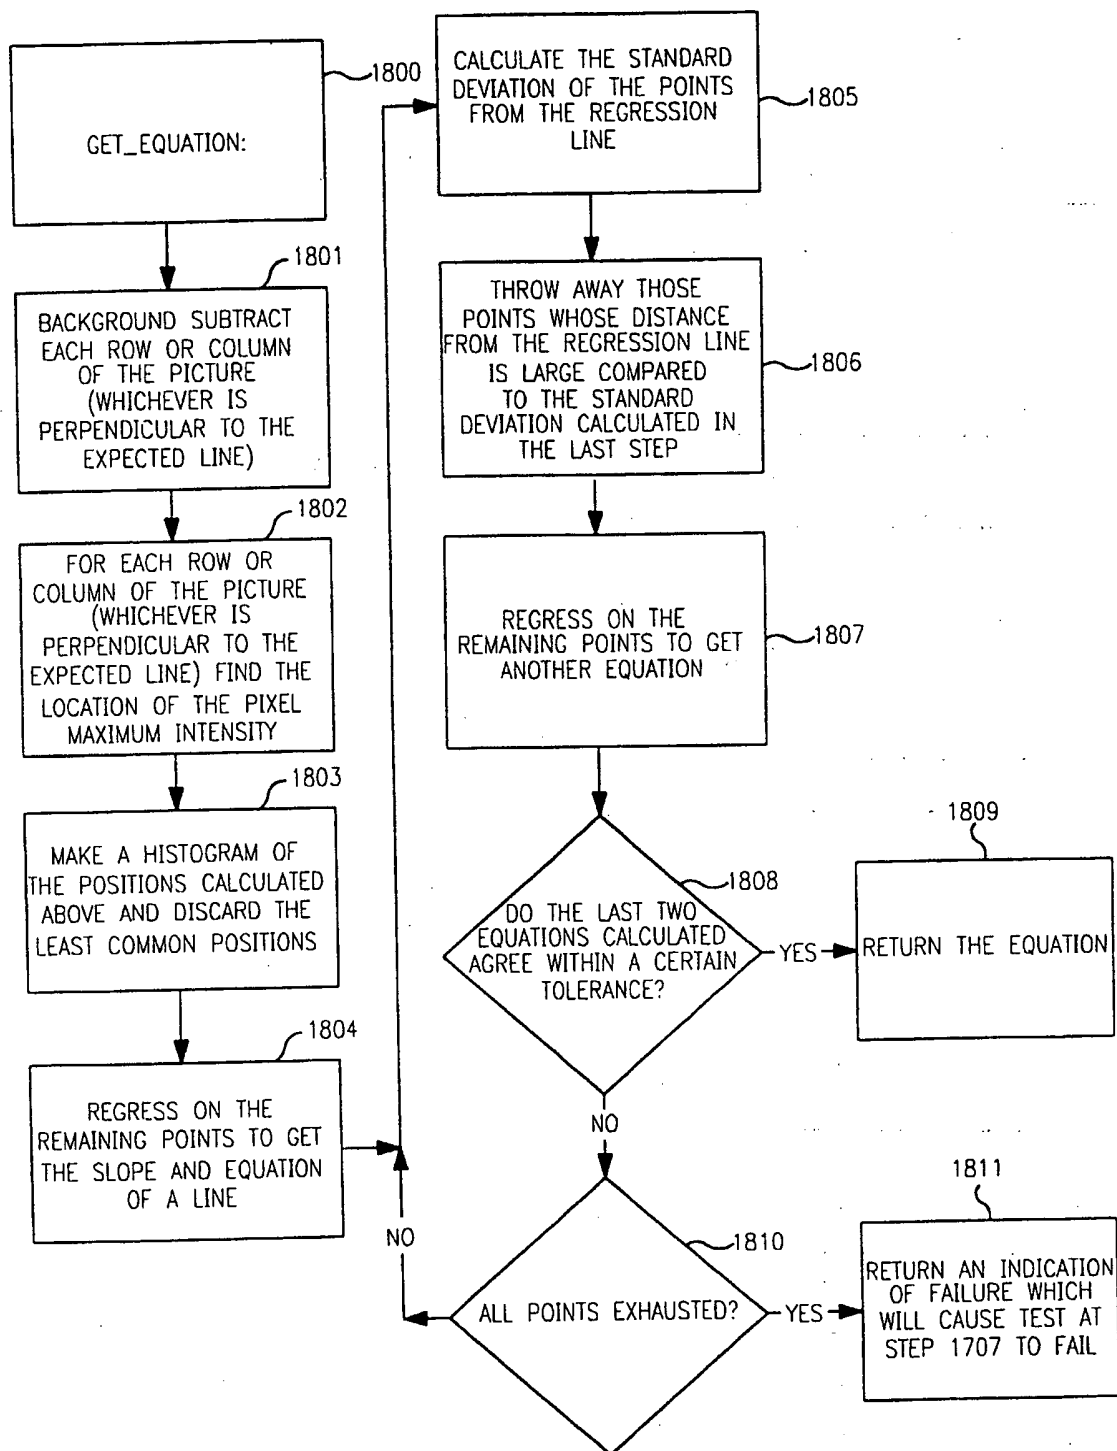 1800
GET_EQUATION:
1801
BACKGROUND SUBTRACT
EACH ROW OR COLUMN
OF THE PICTURE
(WHICHEVER IS
PERPENDICULAR TO THE
EXPECTED LINE)
1802
FOR EACH ROW OR
COLUMN OF THE PICTURE
(WHICHEVER IS
PERPENDICULAR TO THE
EXPECTED LINE) FIND THE
LOCATION OF THE PIXEL
MAXIMUM INTENSITY
1803
MAKE A HISTOGRAM OF
THE POSITIONS CALCULATED
ABOVE AND DISCARD THE
LEAST COMMON POSITIONS
1804
REGRESS ON THE
REMAINING POINTS TO GET
THE SLOPE AND EQUATION
OF A LINE
CALCULATE THE STANDARD
DEVIATION OF THE POINTS
FROM THE REGRESSION
LINE
1805
THROW AWAY THOSE
POINTS WHOSE DISTANCE
FROM THE REGRESSION LINE
IS LARGE COMPARED
TO THE STANDARD
DEVIATION CALCULATED IN
THE LAST STEP
1806
REGRESS ON THE
REMAINING POINTS TO GET
ANOTHER EQUATION
1807
1808
DO THE LAST TWO
EQUATIONS CALCULATED
AGREE WITHIN A CERTAIN
TOLERANCE?
YES
1809
RETURN THE EQUATION
NO
1810
ALL POINTS EXHAUSTED?
NO
YES
1811
RETURN AN INDICATION
OF FAILURE WHICH
WILL CAUSE TEST AT
STEP 1707 TO FAIL